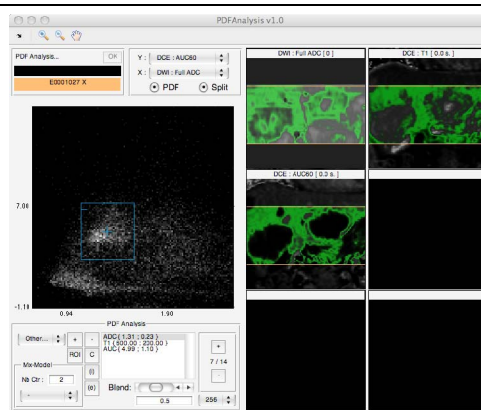 PDFAnalysis v1.0
PDF Analysis... OK
E0001027 X
Y : DCE : AUC60
X : DWI : Full ADC
PDF Split
DWI : Full ADC [ 0 ]
DCE : T1 [ 0.0 s. ]
DCE : AUC60 [ 0.0 s. ]
7.06
-1.18
0.94 1.90
PDF Analysis
Other... + -
ROI C
(i)
(e)
ADC ( 1.31 : 0.23 )
T1 ( 600.00 : 200.00 )
AUC ( 4.99 : 1.10 )
+
7 / 14
-
Mx-Model
Nb Ctr : 2
-
Blend:
0.5
256